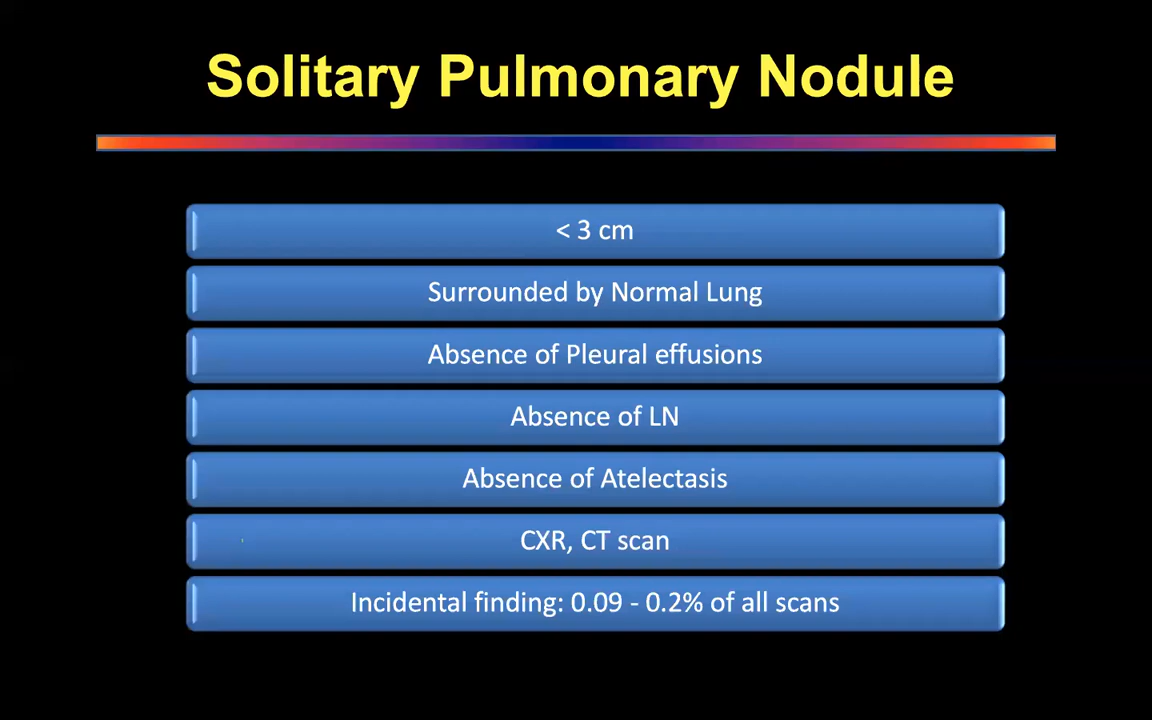 Solitary Pulmonary Nodule
< 3 cm
Surrounded by Normal Lung
Absence of Pleural effusions
Absence of LN
Absence of Atelectasis
CXR, CT scan
Incidental finding: 0.09 - 0.2% of all scans